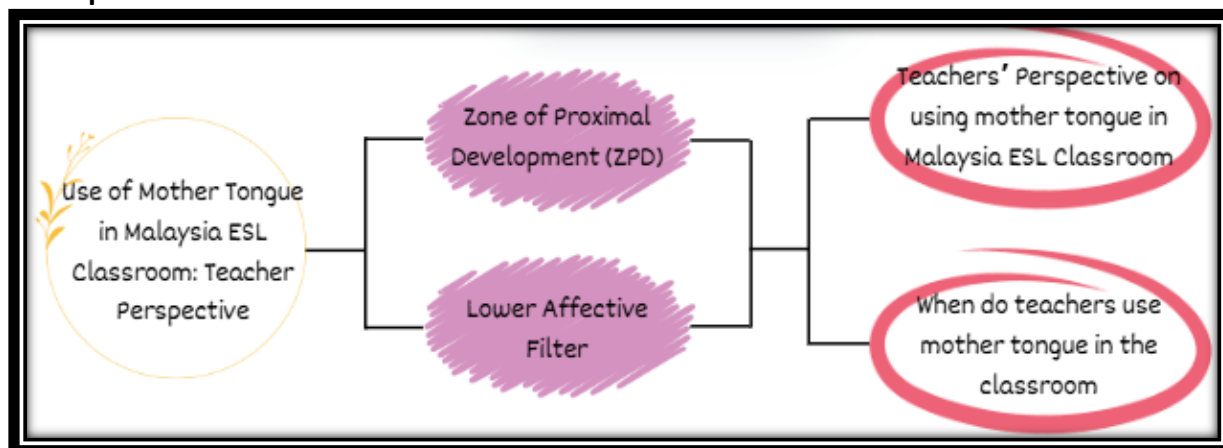 Use of Mother Tongue
in Malaysia ESL
Classroom: Teacher
Perspective
Zone of Proximal
Development (ZPD)
Lower Affective
Filter
Teachers' Perspective on
using mother tongue in
Malaysia ESL Classroom
When do teachers use
mother tongue in the
classroom